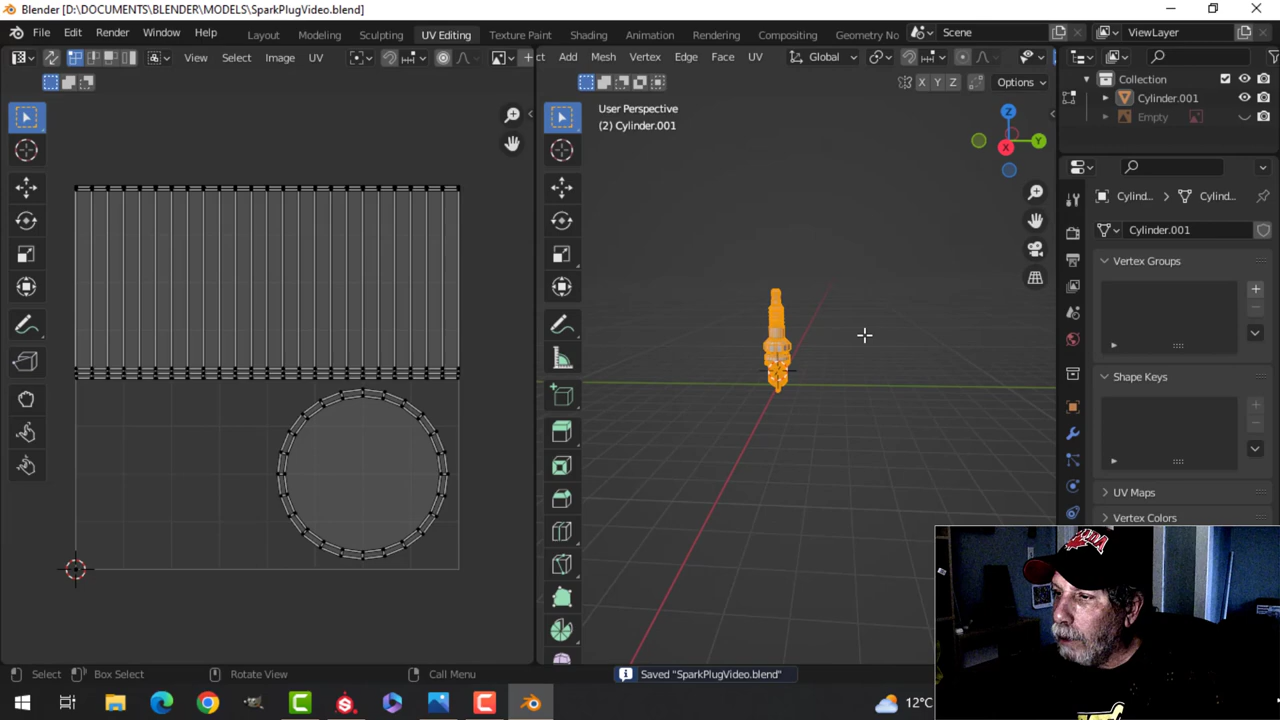 Blender [D:\DOCUMENTS\BLENDER\MODELS\SparkPlugVideo.blend]
File Edit Render Window Help Layout Modeling Sculpting UV Editing Texture Paint Shading Animation Rendering Compositing Geometry No Scene ViewLayer
View Select Image UV
ct Add Mesh Vertex Edge Face UV Global
X Y Z Options
Collection
Cylinder.001
Empty
User Perspective
(2) Cylinder.001
Z
Y
X
Cylind... Cylind...
Cylinder.001
Vertex Groups
Shape Keys
UV Maps
Vertex Colors
Select Box Select Rotate View Call Menu Saved "SparkPlugVideo.blend"
12°C